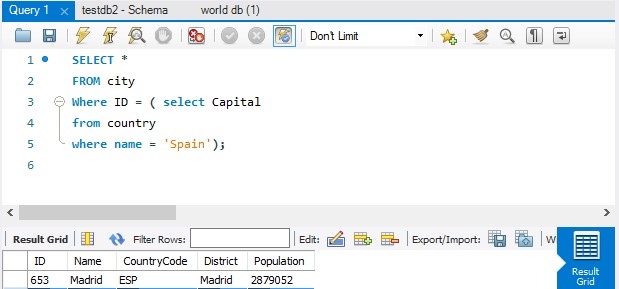 Query 1 testdb2 - Schema world db (1)
Don't Limit
1 SELECT *
2 FROM city
3 Where ID = ( select Capital
4 from country
5 where name = 'Spain');
6
Result Grid Filter Rows: Edit: Export/Import: W
ID Name CountryCode District Population
653 Madrid ESP Madrid 2879052
Result
Grid